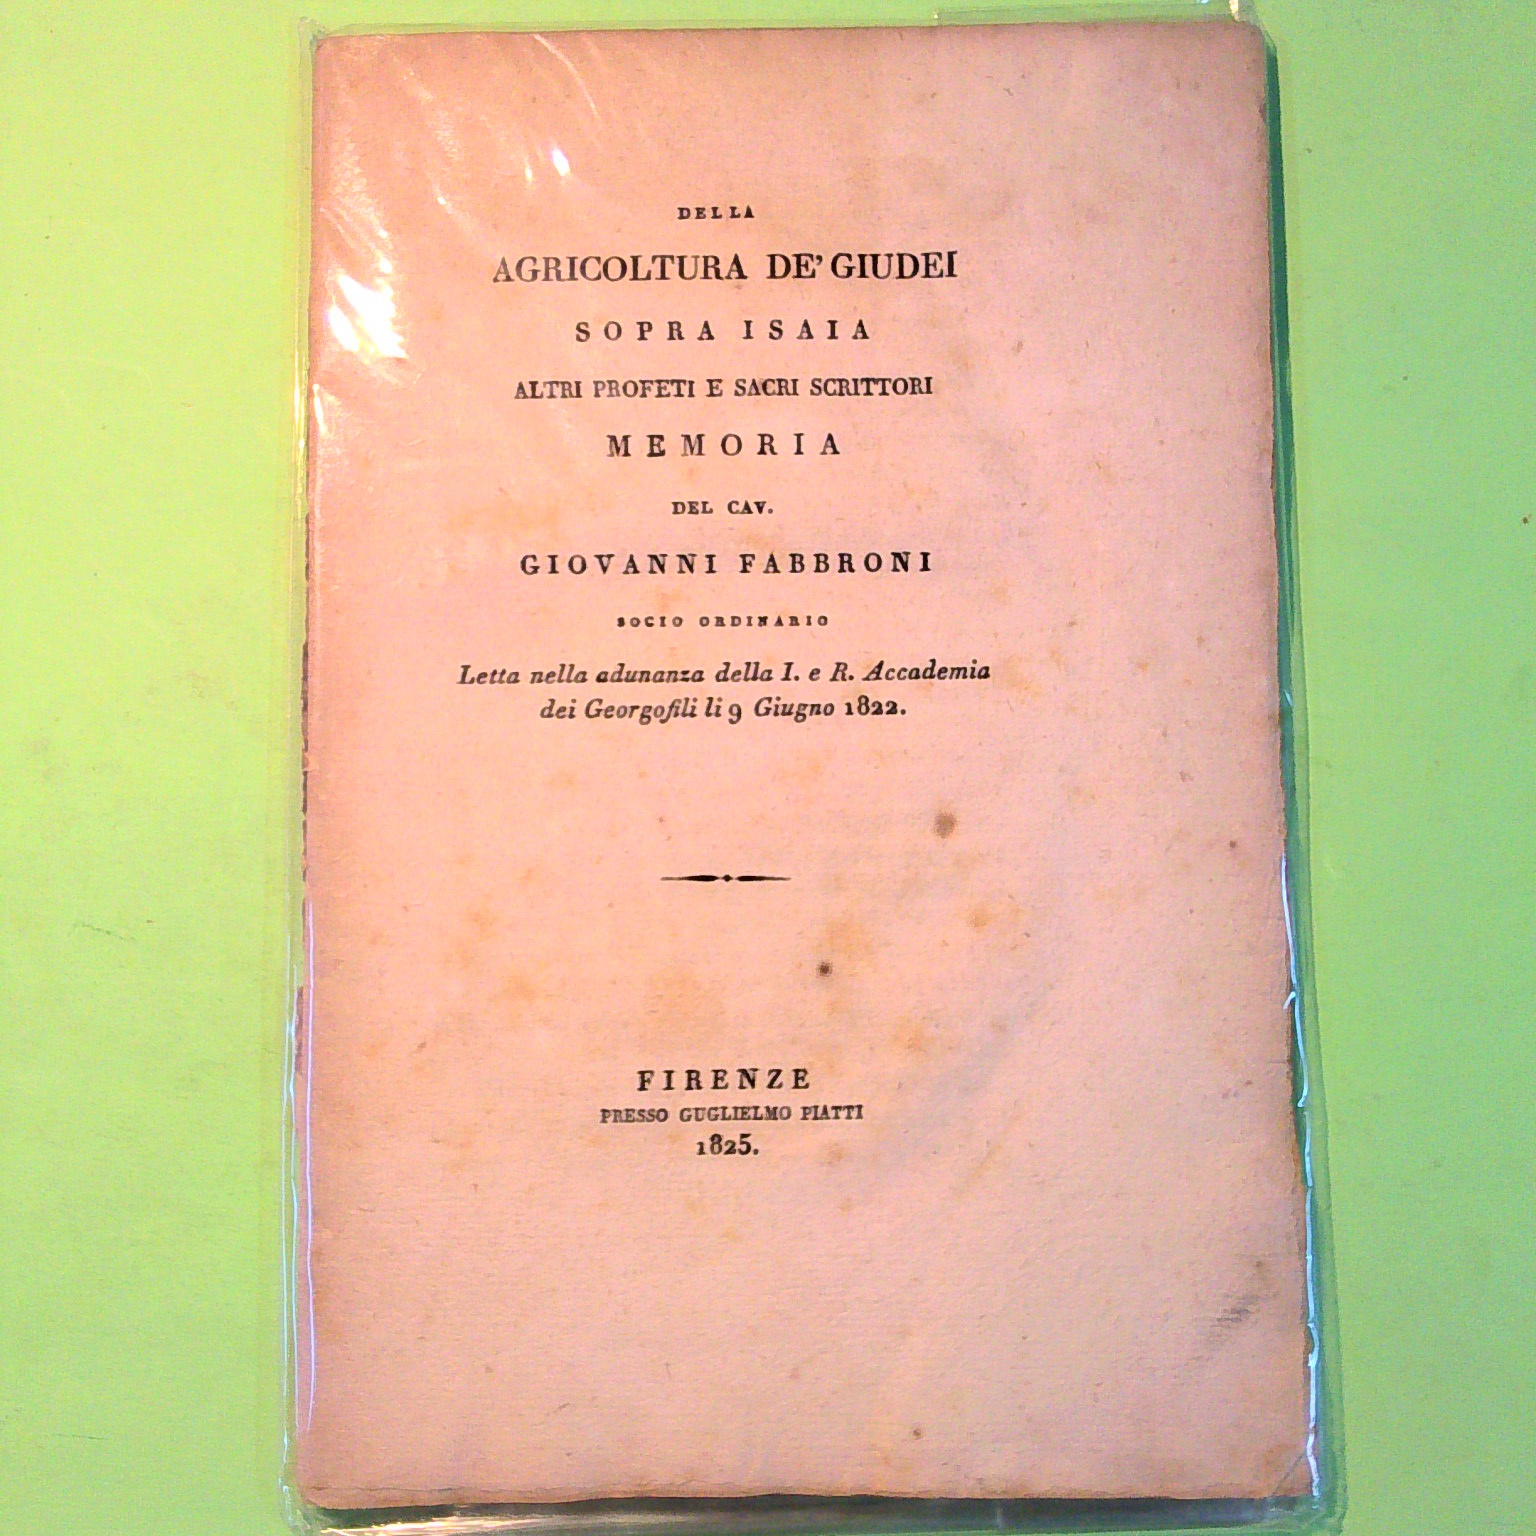 DELLA
AGRICOLTURA DE' GIUDEI
SOPRA ISAIA
ALTRI PROFETI E SACRI SCRITTORI
MEMORIA
DEL CAV.
GIOVANNI FABBRONI
SOCIO ORDINARIO
Letta nella adunanza della I. e R. Accademia
dei Georgofili li 9 Giugno 1822.
FIRENZE
PRESSO GUGLIELMO PIATTI
1825.